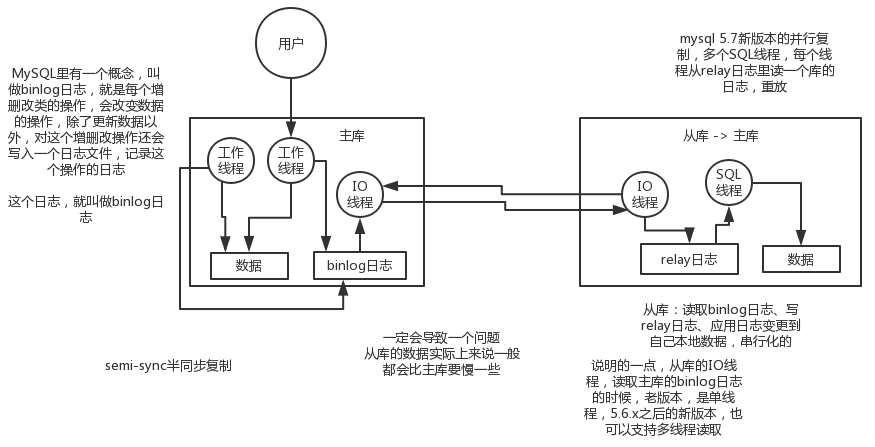 用户
mysql 5.7新版本的并行复
制，多个SQL线程，每个线
程从relay日志里读一个库的
日志，重放
MySQL里有一个概念，叫
做binlog日志，就是每个增
删改类的操作，会改变数据
的操作，除了更新数据以
外，对这个增删改操作还会
写入一个日志文件，记录这
个操作的日志
这个日志，就叫做binlog日
志
主库
工作
线程
工作
线程
IO
线程
数据
binlog日志
从库 -> 主库
IO
线程
SQL
线程
relay日志
数据
一定会导致一个问题
从库的数据实际上来说一般
都会比主库要慢一些
semi-sync半同步复制
从库：读取binlog日志、写
relay日志、应用日志变更到
自己本地数据，串行化的
说明的一点，从库的IO线
程，读取主库的binlog日志
的时候，老版本，是单线
程，5.6.x之后的新版本，也
可以支持多线程读取